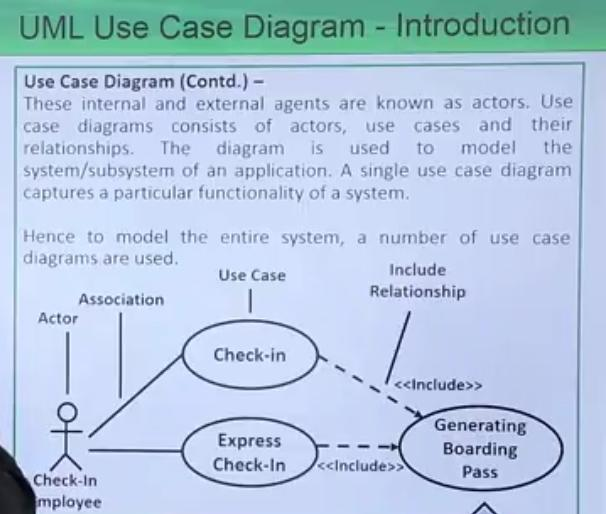 UML Use Case Diagram - Introduction
Use Case Diagram (Contd.) –
These internal and external agents are known as actors. Use
case diagrams consists of actors, use cases and their
relationships. The diagram is used to model the
system/subsystem of an application. A single use case diagram
captures a particular functionality of a system.
Hence to model the entire system, a number of use case
diagrams are used.
Use Case
Include
Relationship
Association
Actor
Check-in
<<Include>>
Generating
Boarding
Pass
Express
Check-In
<<Include>>
Check-In
mployee